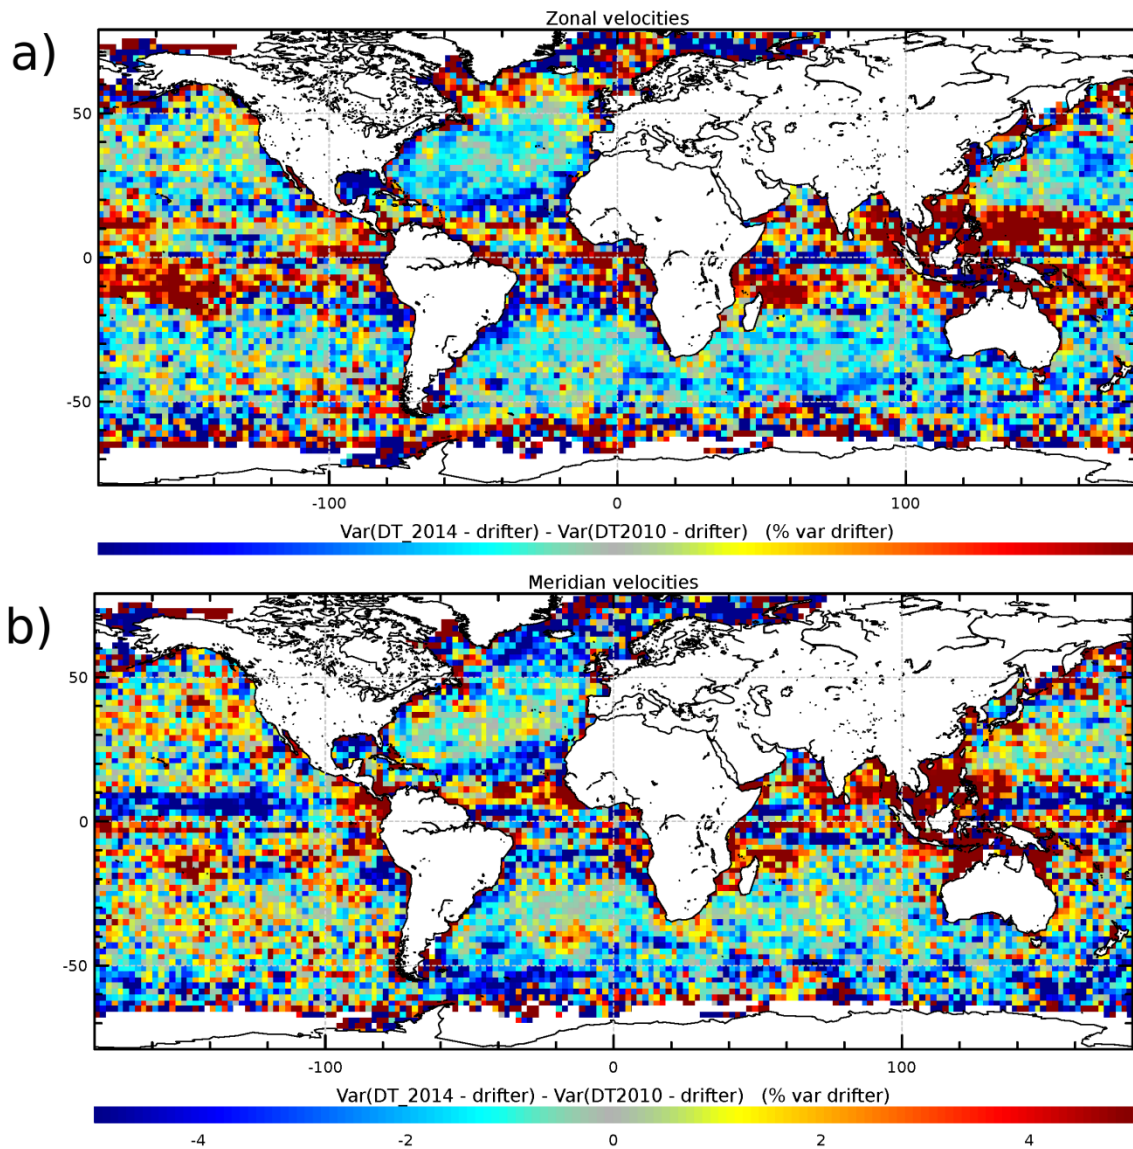 Zonal velocities
a)
50
0
-50
-100 0 100
Var(DT_2014 - drifter) - Var(DT2010 - drifter) (% var drifter)
Meridian velocities
b)
50
0
-50
-100 0 100
Var(DT_2014 - drifter) - Var(DT2010 - drifter) (% var drifter)
-4 -2 0 2 4